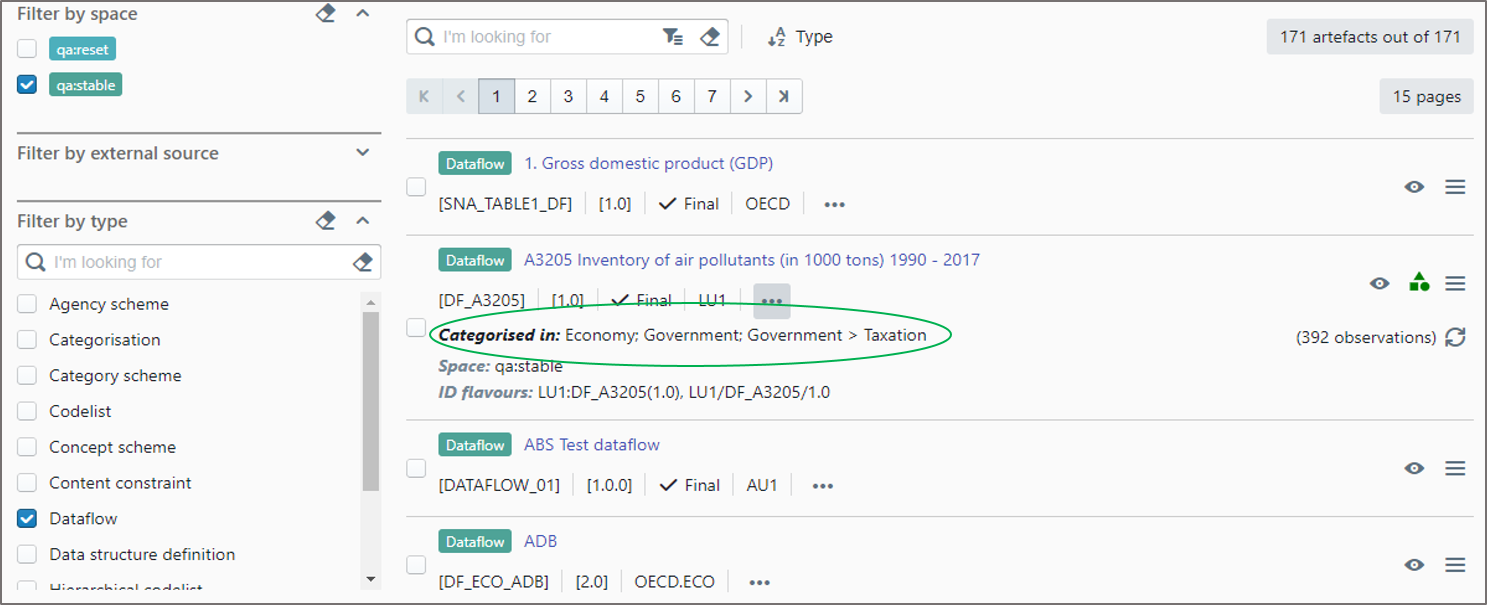 Filter by space
qa:reset
qa:stable
Filter by external source
Filter by type
I'm looking for
Agency scheme
Categorisation
Category scheme
Codelist
Concept scheme
Content constraint
Dataflow
Data structure definition
Hierarchical codelist
I'm looking for
Type
171 artefacts out of 171
1 2 3 4 5 6 7
15 pages
Dataflow 1. Gross domestic product (GDP)
[SNA_TABLE1_DF] [1.0] Final OECD
Dataflow A3205 Inventory of air pollutants (in 1000 tons) 1990 - 2017
[DF_A3205] [1.0] Final LU1
Categorised in: Economy; Government; Government > Taxation
(392 observations)
Space: qa:stable
ID flavours: LU1:DF_A3205(1.0), LU1/DF_A3205/1.0
Dataflow ABS Test dataflow
[DATAFLOW_01] [1.0.0] Final AU1
Dataflow ADB
[DF_ECO_ADB] [2.0] OECD.ECO